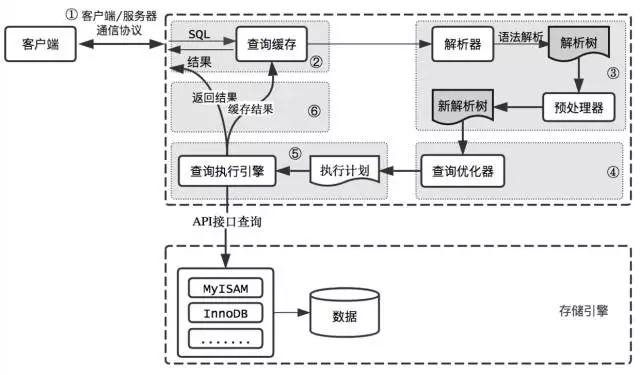 ① 客户端/服务器
通信协议
客户端
SQL
结果
查询缓存
②
解析器
语法解析
解析树
③
预处理器
新解析树
返回结果
缓存结果
⑥
查询执行引擎
⑤
执行计划
查询优化器
④
API接口查询
MyISAM
InnoDB
.......
数据
存储引擎